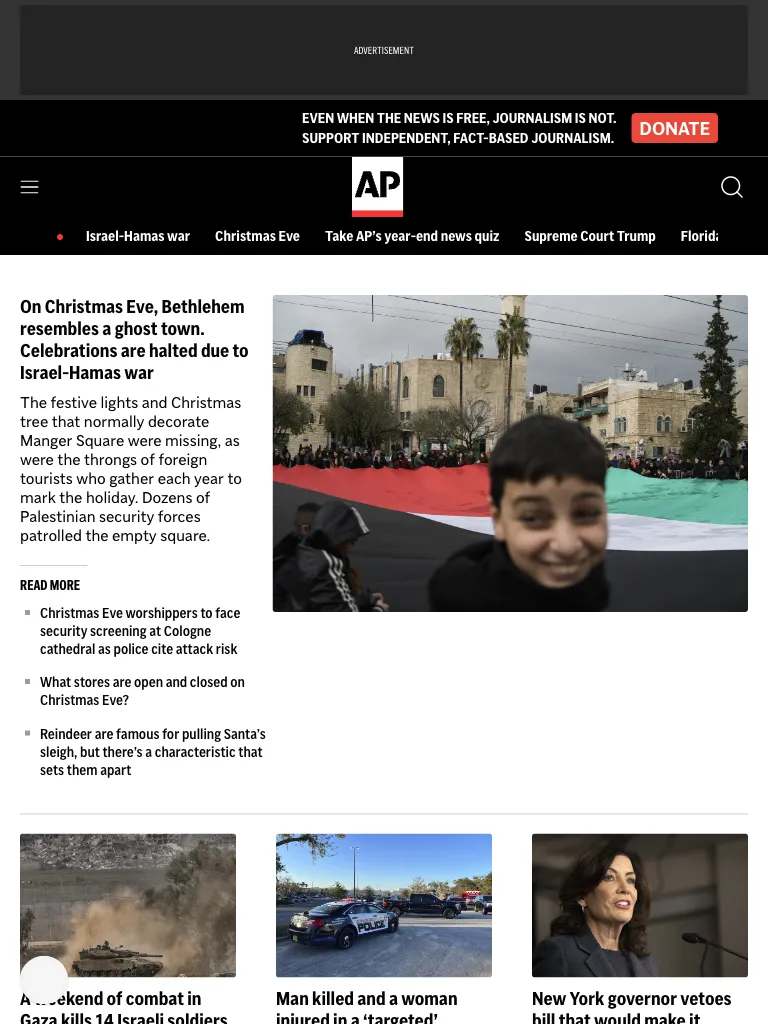 ADVERTISEMENT
EVEN WHEN THE NEWS IS FREE, JOURNALISM IS NOT.
SUPPORT INDEPENDENT, FACT-BASED JOURNALISM.
DONATE
AP
Israel-Hamas war
Christmas Eve
Take AP's year-end news quiz
Supreme Court Trump
Florida
On Christmas Eve, Bethlehem
resembles a ghost town.
Celebrations are halted due to
Israel-Hamas war
The festive lights and Christmas
tree that normally decorate
Manger Square were missing, as
were the throngs of foreign
tourists who gather each year to
mark the holiday. Dozens of
Palestinian security forces
patrolled the empty square.
READ MORE
Christmas Eve worshippers to face
security screening at Cologne
cathedral as police cite attack risk
What stores are open and closed on
Christmas Eve?
Reindeer are famous for pulling Santa's
sleigh, but there's a characteristic that
sets them apart
POLICE
A weekend of combat in
Gaza kills 14 Israeli soldiers
Man killed and a woman
injured in a 'targeted'
New York governor vetoes
bill that would make it